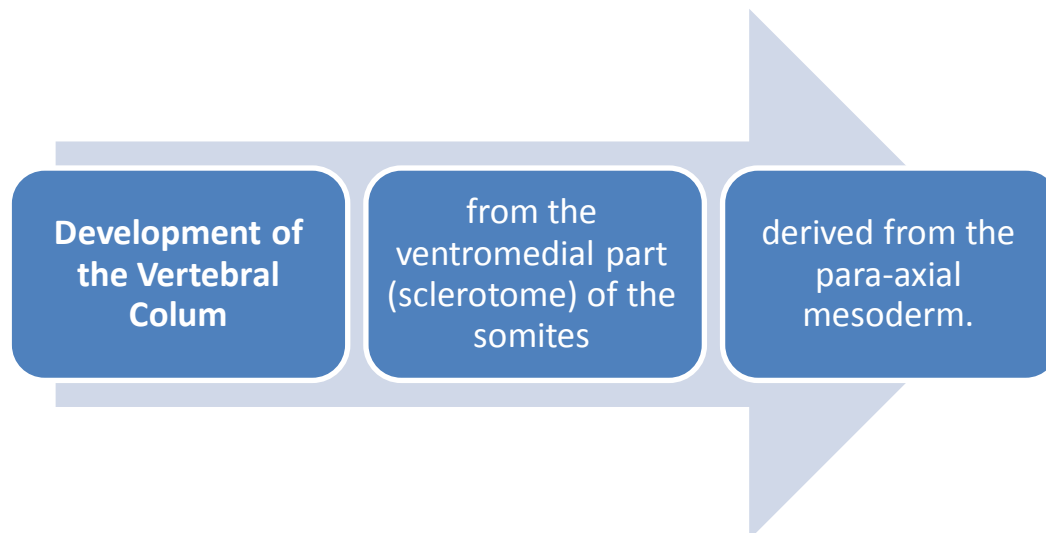 Development of
the Vertebral
Colum
from the
ventromedial part
(sclerotome) of the
somites
derived from the
para-axial
mesoderm.